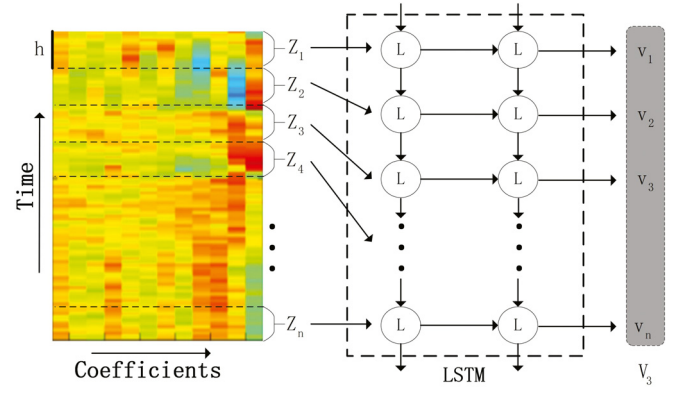 h
Z1
Z2
Z3
Z4
Zn
Time
Coefficients
L L
L L
L L
L L
LSTM
v1
v2
v3
vn
V3